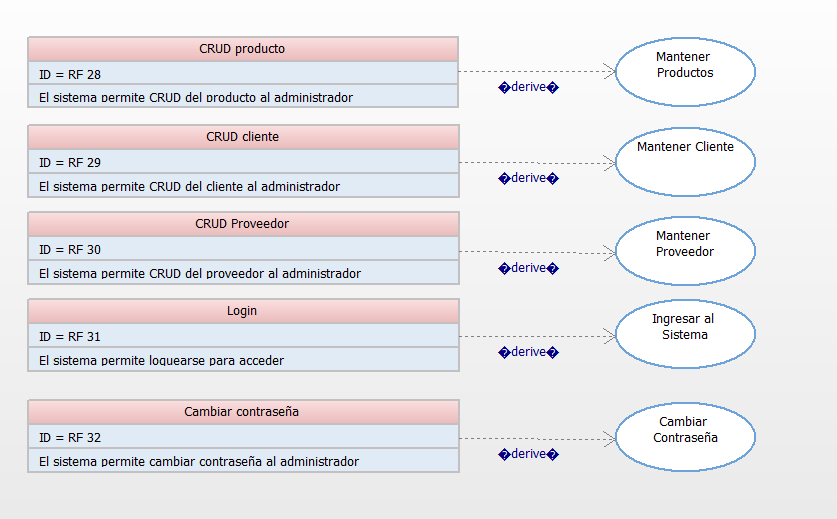 CRUD producto
ID = RF 28
El sistema permite CRUD del producto al administrador
�derive�
Mantener
Productos
CRUD cliente
ID = RF 29
El sistema permite CRUD del cliente al administrador
�derive�
Mantener Cliente
CRUD Proveedor
ID = RF 30
El sistema permite CRUD del proveedor al administrador
�derive�
Mantener
Proveedor
Login
ID = RF 31
El sistema permite loguearse para acceder
�derive�
Ingresar al
Sistema
Cambiar contraseña
ID = RF 32
El sistema permite cambiar contraseña al administrador
�derive�
Cambiar
Contraseña